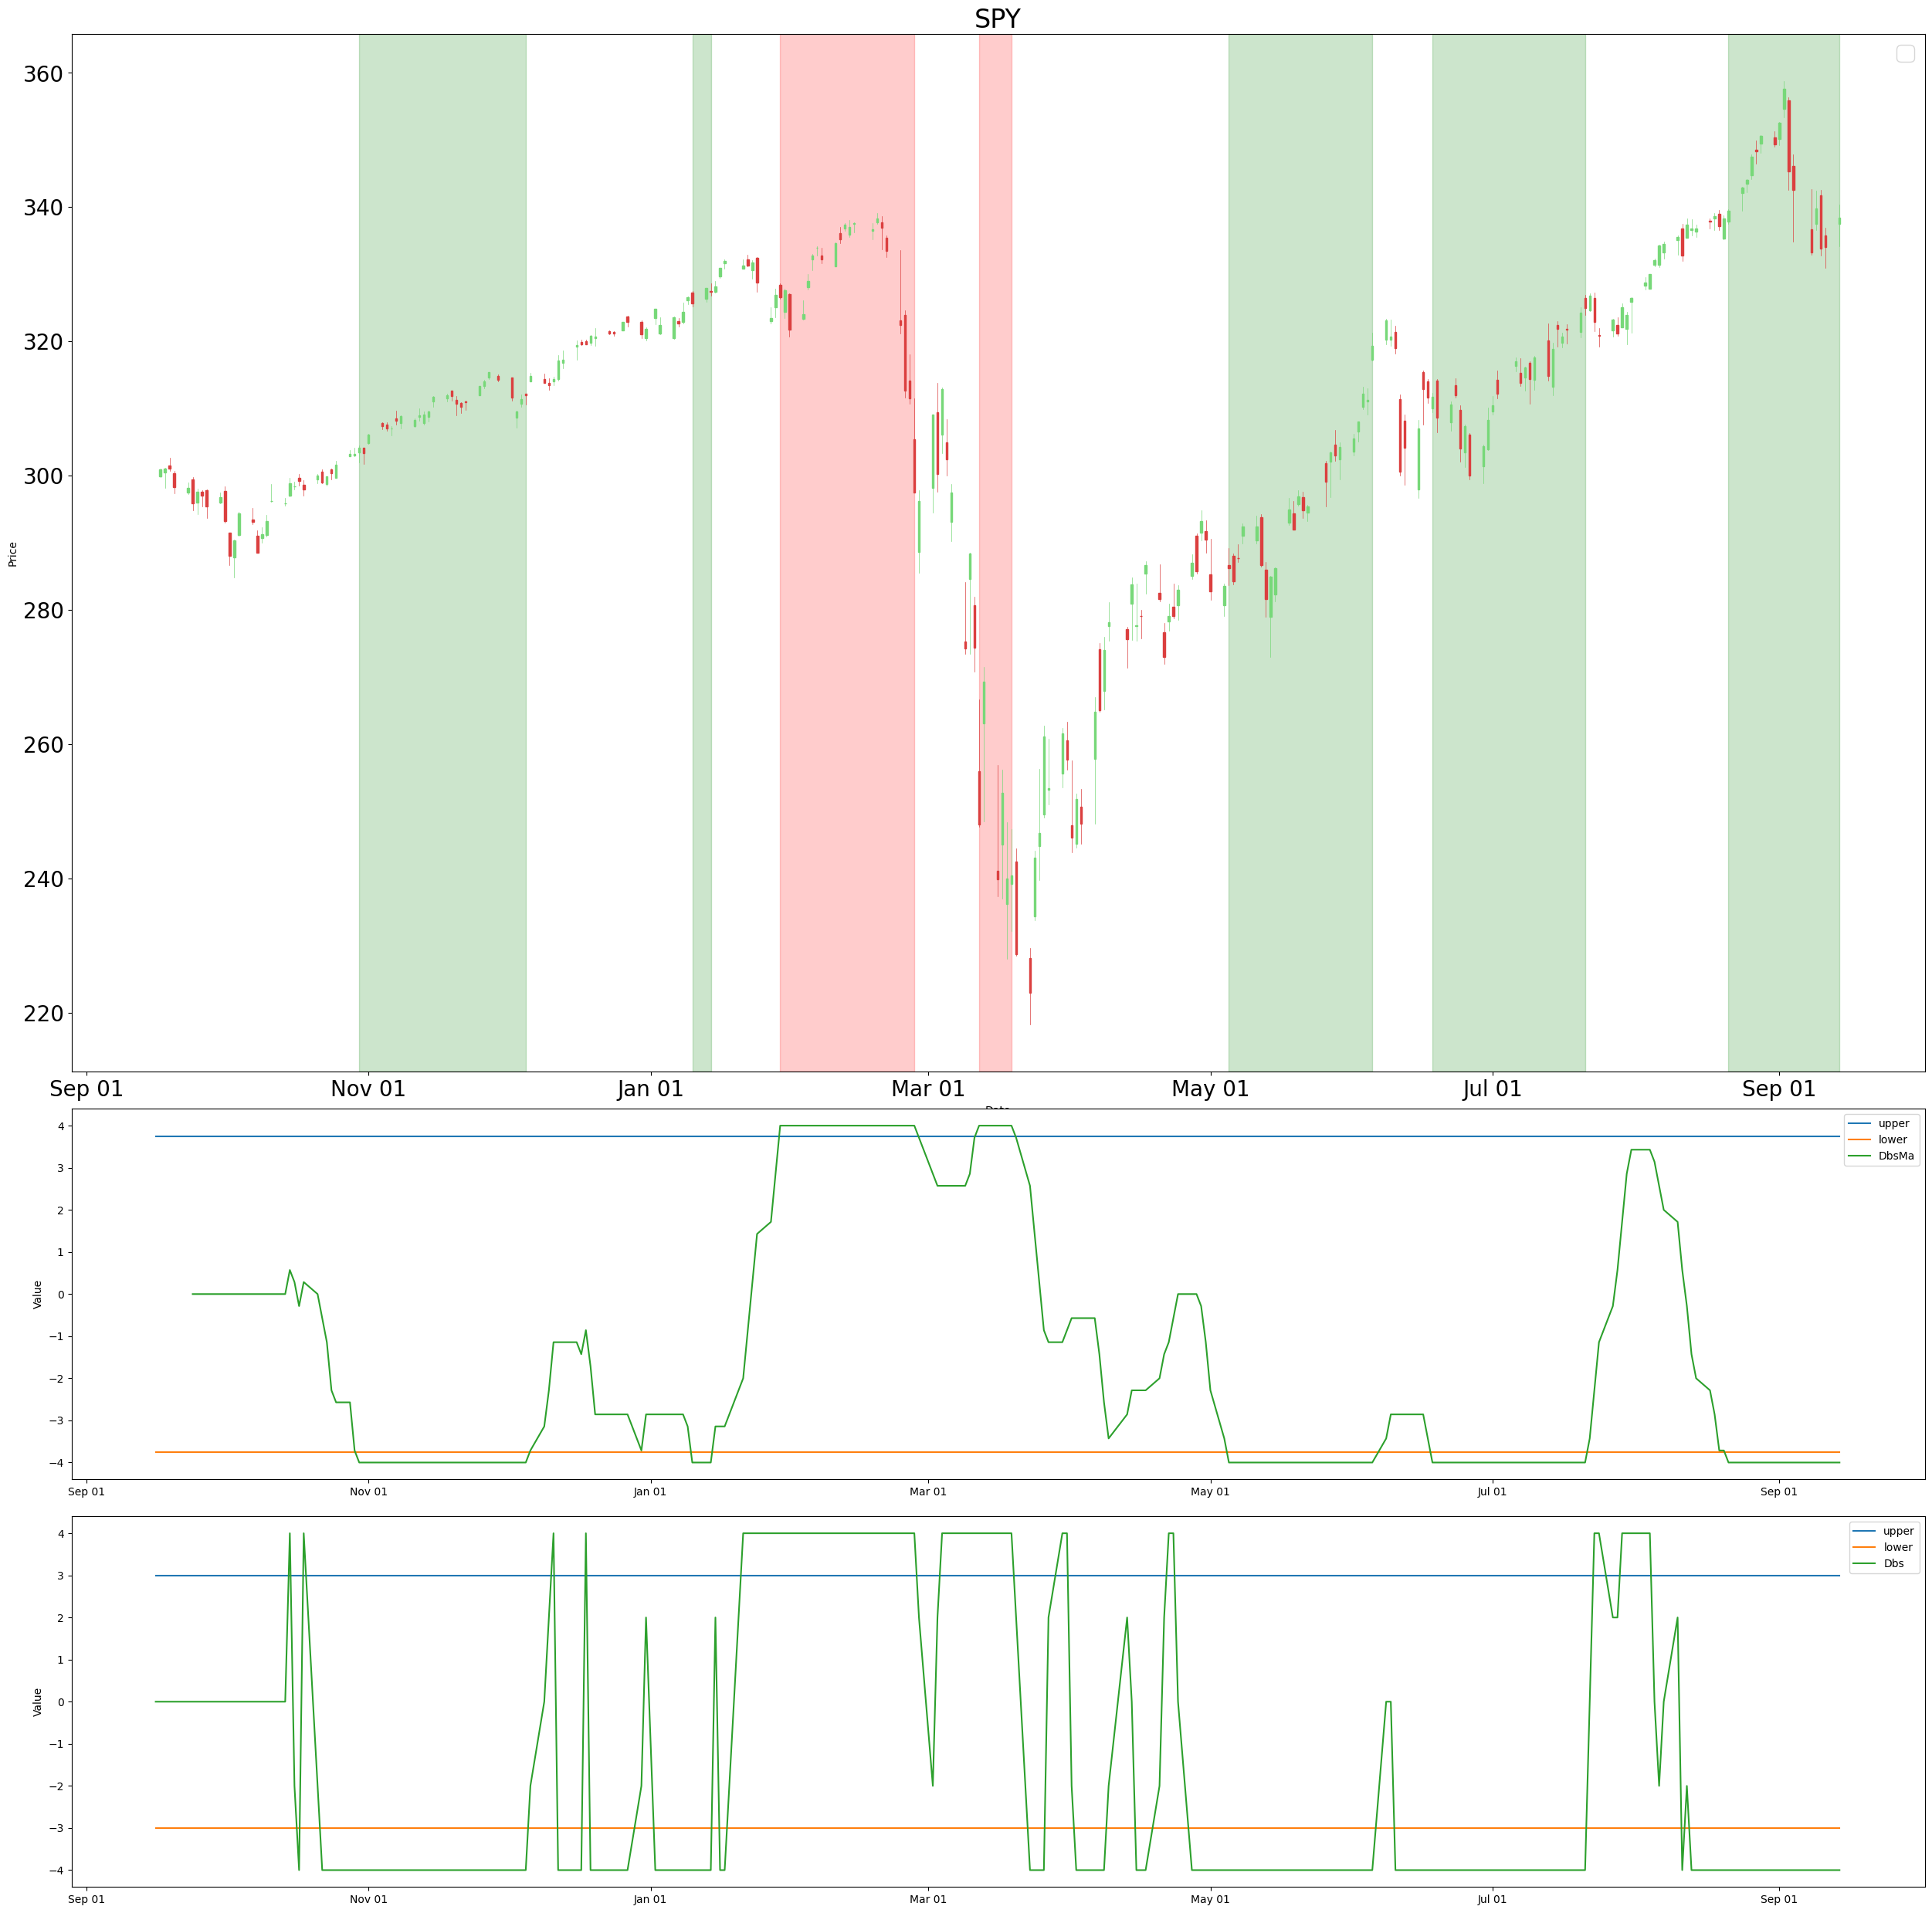 SPY
360
340
320
300
280
260
240
220
Price
Sep 01 Nov 01 Jan 01 Mar 01 May 01 Jul 01 Sep 01
Date
4
3
2
1
0
−1
−2
−3
−4
Value
upper
lower
DbsMa
Sep 01 Nov 01 Jan 01 Mar 01 May 01 Jul 01 Sep 01
4
3
2
1
0
−1
−2
−3
−4
Value
upper
lower
Dbs
Sep 01 Nov 01 Jan 01 Mar 01 May 01 Jul 01 Sep 01